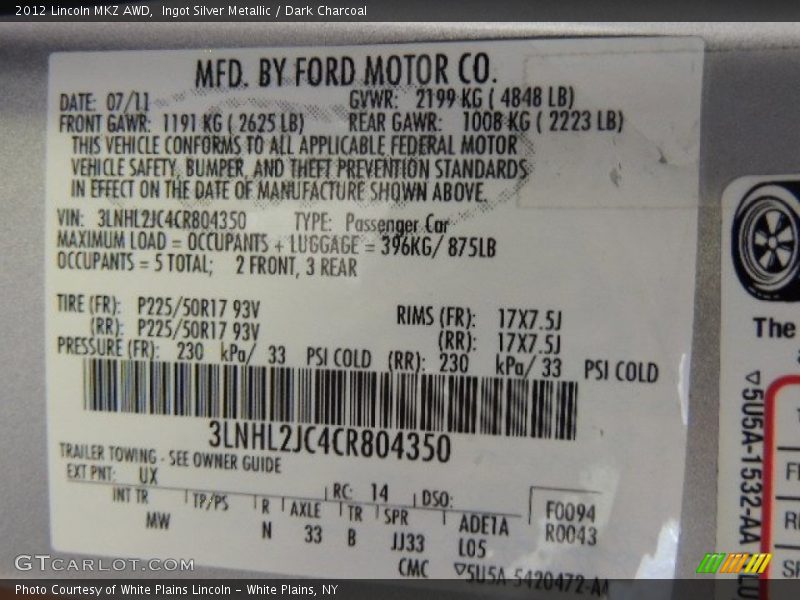 2012 Lincoln MKZ AWD, Ingot Silver Metallic / Dark Charcoal
MFD. BY FORD MOTOR CO.
DATE: 07/11 GVWR: 2199 KG ( 4848 LB)
FRONT GAWR: 1191 KG ( 2625 LB) REAR GAWR: 1008 KG ( 2223 LB)
THIS VEHICLE CONFORMS TO ALL APPLICABLE FEDERAL MOTOR
VEHICLE SAFETY, BUMPER, AND THEFT PREVENTION STANDARDS
IN EFFECT ON THE DATE OF MANUFACTURE SHOWN ABOVE.
VIN: 3LNHL2JC4CR804350 TYPE: Passenger Car
MAXIMUM LOAD = OCCUPANTS + LUGGAGE = 396KG/ 875LB
OCCUPANTS = 5 TOTAL; 2 FRONT, 3 REAR
TIRE (FR): P225/50R17 93V RIMS (FR): 17X7.5J
(RR): P225/50R17 93V (RR): 17X7.5J
PRESSURE (FR): 230 kPa/ 33 PSI COLD (RR): 230 kPa/ 33 PSI COLD
3LNHL2JC4CR804350
TRAILER TOWING - SEE OWNER GUIDE
EXT PNT: UX RC: 14 DSO:
INT TR TP/PS R AXLE TR SPR ADE1A F0094
MW N 33 B JJ33 L05 R0043
CMC ▽5U5A-5420472-AA
The
▽5U5A-1532-AA
GTCARLOT.COM
Photo Courtesy of White Plains Lincoln - White Plains, NY